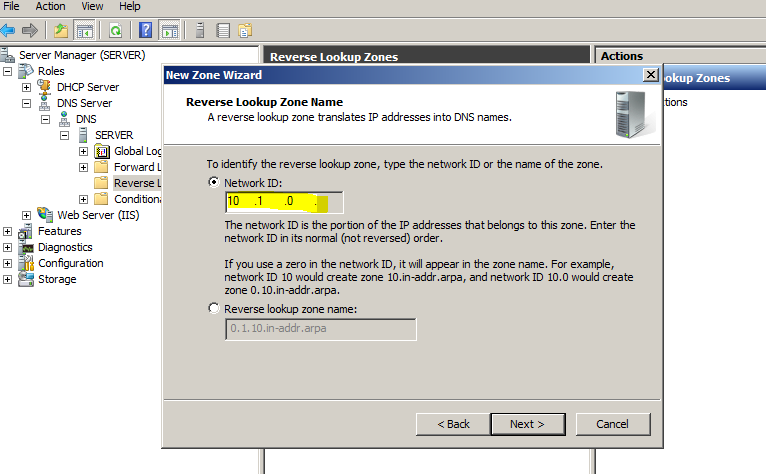 File Action View Help
Server Manager (SERVER)
Roles
DHCP Server
DNS Server
DNS
SERVER
Global Log
Forward L
Reverse L
Conditiona
Web Server (IIS)
Features
Diagnostics
Configuration
Storage
Reverse Lookup Zones
Actions
okup Zones
tions
New Zone Wizard
Reverse Lookup Zone Name
A reverse lookup zone translates IP addresses into DNS names.
To identify the reverse lookup zone, type the network ID or the name of the zone.
Network ID:
10 .1 .0 .
The network ID is the portion of the IP addresses that belongs to this zone. Enter the
network ID in its normal (not reversed) order.
If you use a zero in the network ID, it will appear in the zone name. For example,
network ID 10 would create zone 10.in-addr.arpa, and network ID 10.0 would create
zone 0.10.in-addr.arpa.
Reverse lookup zone name:
0.1.10.in-addr.arpa
< Back Next > Cancel